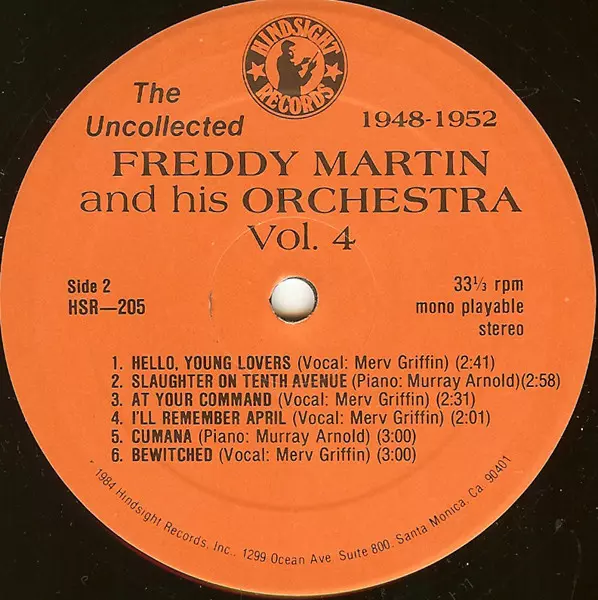 HINDSIGHT
RECORDS
The
Uncollected
1948-1952
FREDDY MARTIN
and his ORCHESTRA
Vol. 4
Side 2
HSR—205
33⅓ rpm
mono playable
stereo
1. HELLO, YOUNG LOVERS (Vocal: Merv Griffin) (2:41)
2. SLAUGHTER ON TENTH AVENUE (Piano: Murray Arnold)(2:58)
3. AT YOUR COMMAND (Vocal: Merv Griffin) (2:31)
4. I'LL REMEMBER APRIL (Vocal: Merv Griffin) (2:01)
5. CUMANA (Piano: Murray Arnold) (3:00)
6. BEWITCHED (Vocal: Merv Griffin) (3:00)
1984 Hindsight Records, Inc., 1299 Ocean Ave. Suite 800, Santa Monica, Ca. 90401